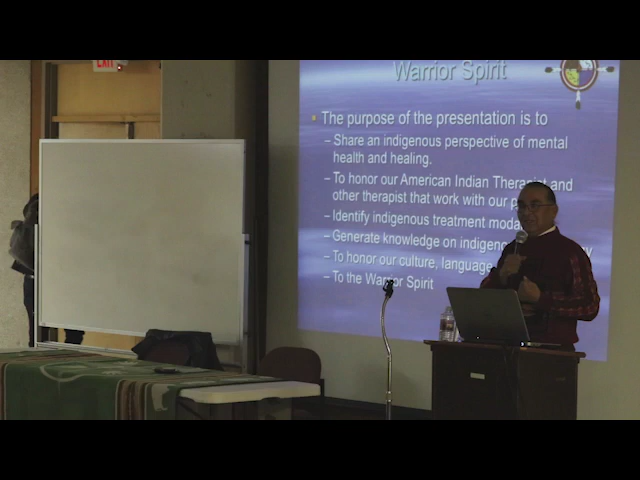 EXIT
Warrior Spirit
The purpose of the presentation is to
– Share an indigenous perspective of mental
health and healing.
– To honor our American Indian Therapist and
other therapist that work with our
– Identify indigenous treatment
– Generate knowledge on
– To honor our culture, language
– To the Warrior Spirit